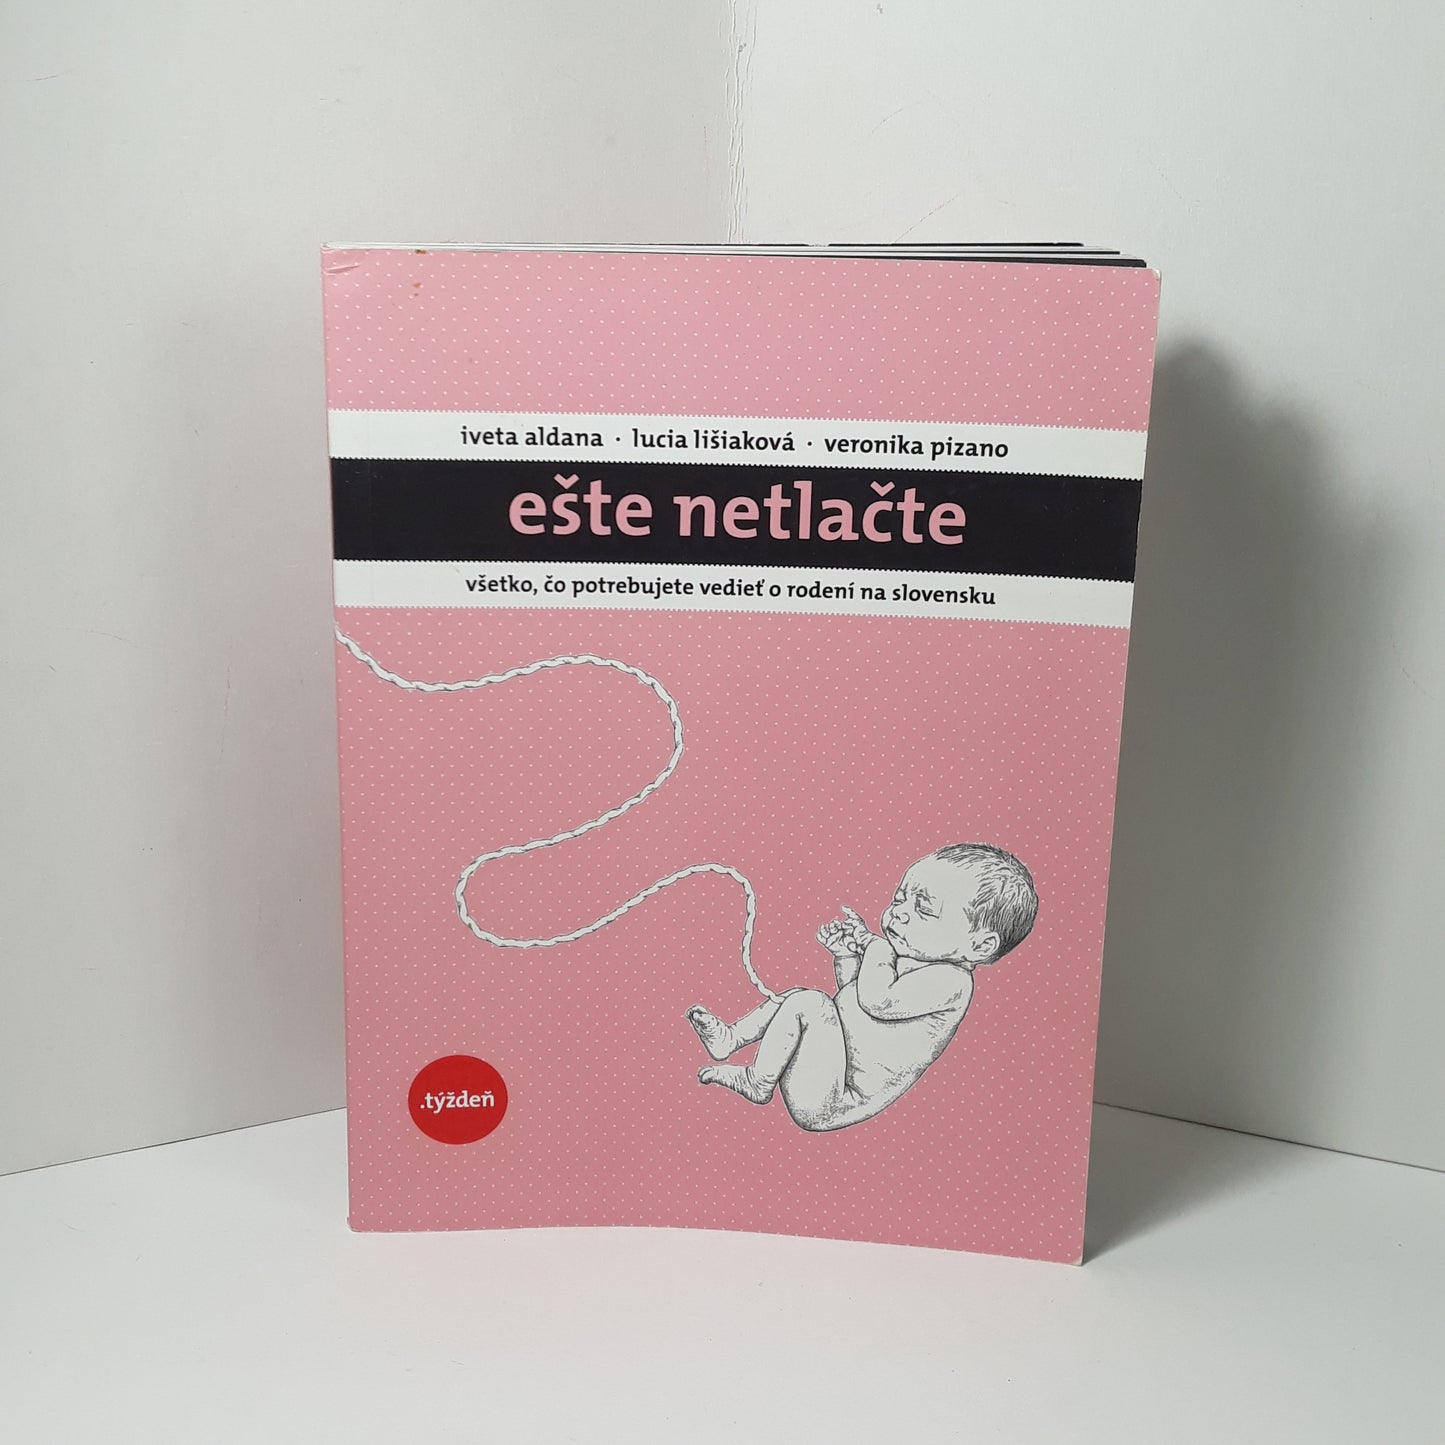 iveta aldana · lucia lišiaková · veronika pizano
ešte netlačte
všetko, čo potrebujete vedieť o rodení na slovensku
.týždeň